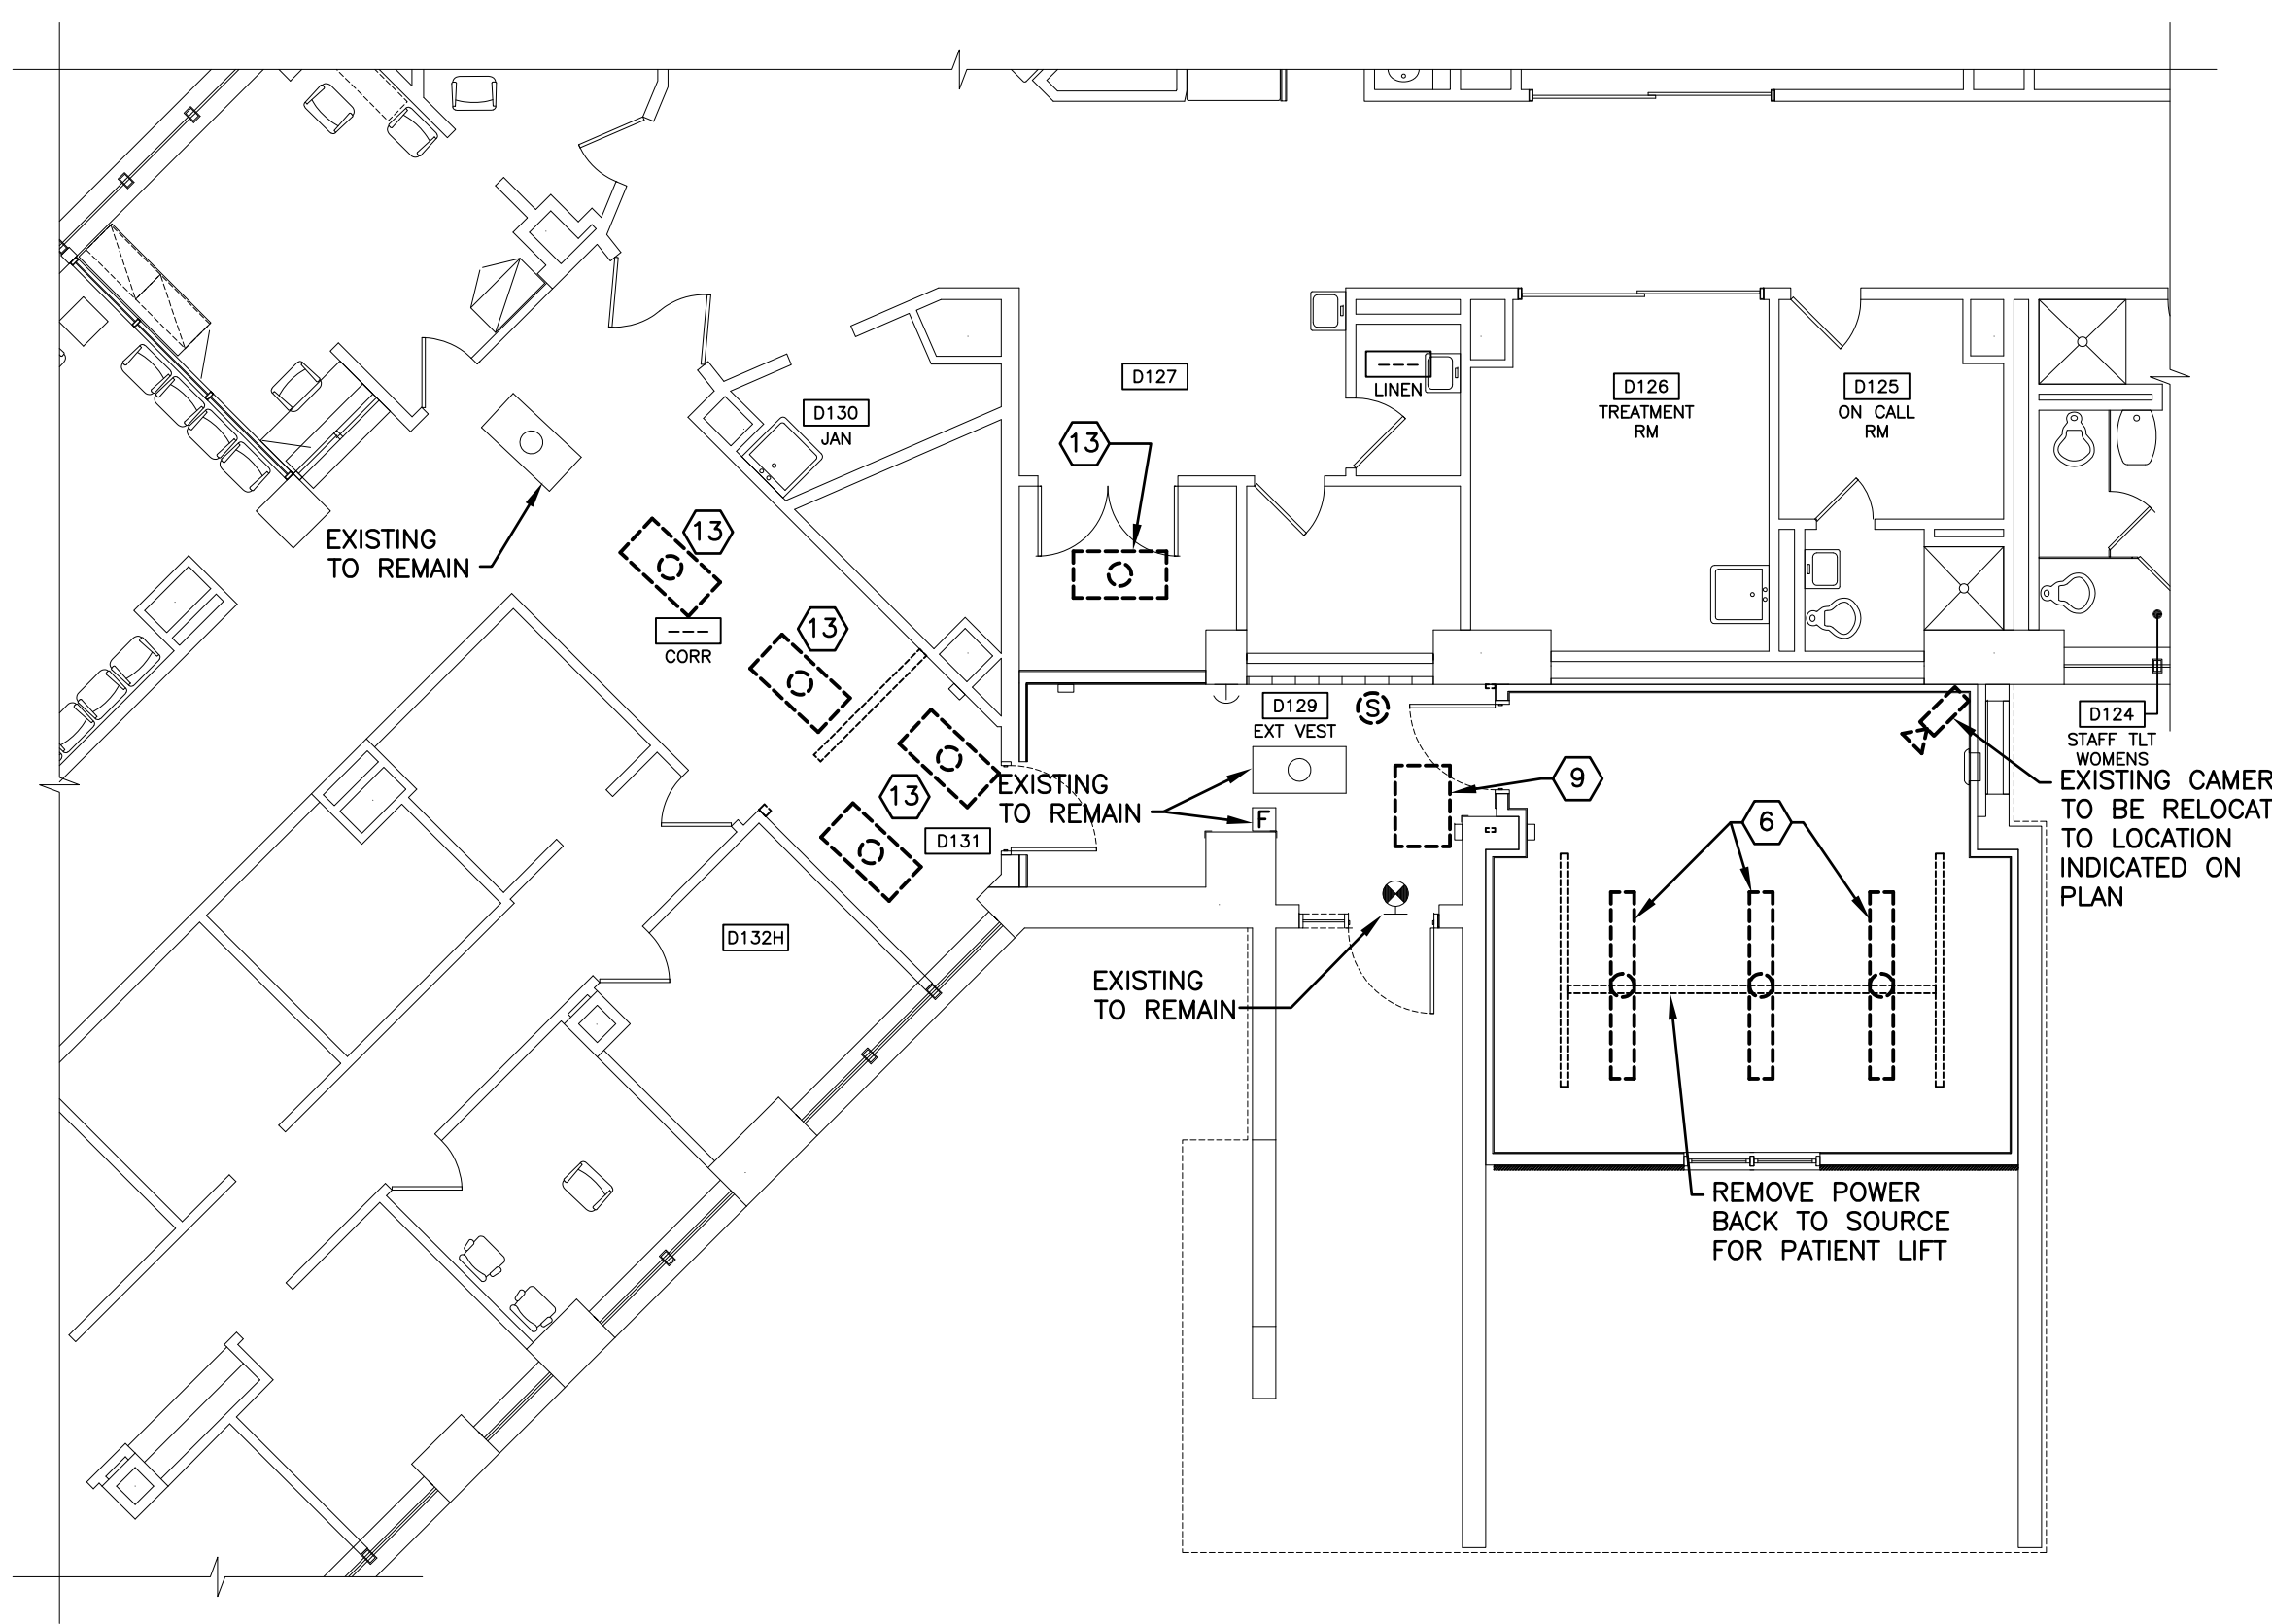 D127
LINEN
D126
TREATMENT
RM
D125
ON CALL
RM
D130
JAN
13
EXISTING
TO REMAIN
13
13
CORR
13
D129
EXT VEST
S
D124
STAFF TLT
WOMENS
EXISTING
TO REMAIN
F
9
EXISTING CAMER
TO BE RELOCAT
TO LOCATION
INDICATED ON
PLAN
6
D131
D132H
EXISTING
TO REMAIN
REMOVE POWER
BACK TO SOURCE
FOR PATIENT LIFT